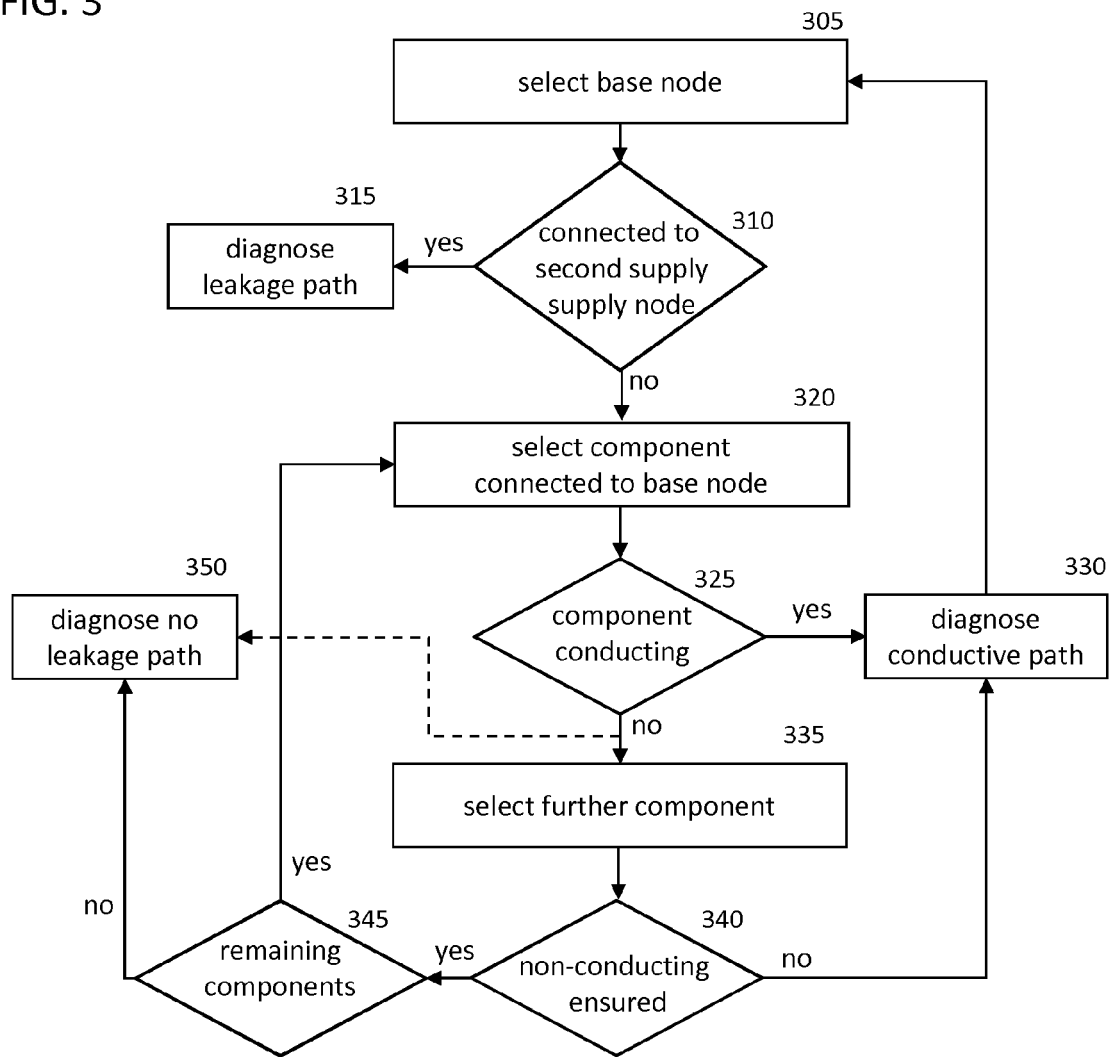 FIG. 3
305
select base node
315
310
diagnose
leakage path
yes
connected to
second supply
supply node
no
320
select component
connected to base node
350
325
330
diagnose no
leakage path
component
conducting
yes
diagnose
conductive path
no
335
select further component
yes
no
345
340
remaining
components
yes
non-conducting
ensured
no